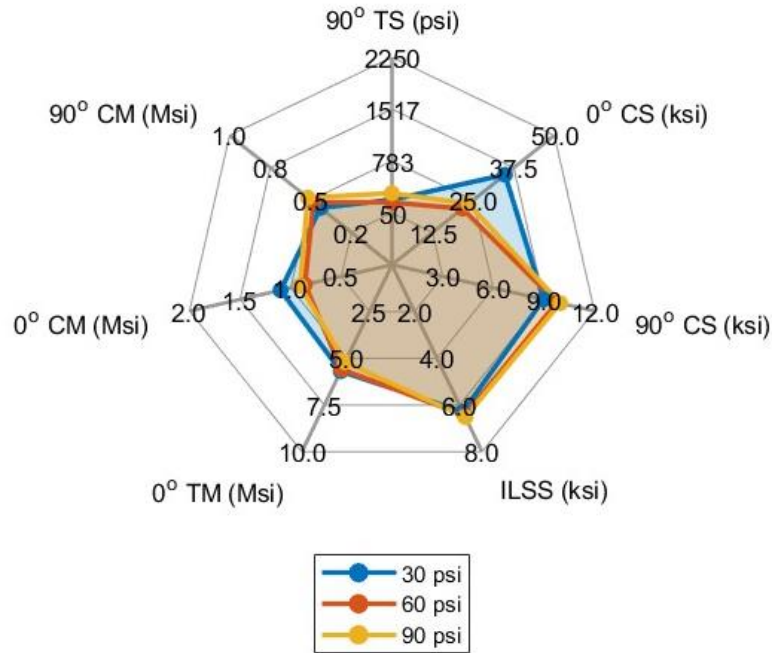 90° TS (psi)
2250
1517
783
50
0° CS (ksi)
50.0
37.5
25.0
12.5
90° CM (Msi)
1.0
0.8
0.5
0.2
90° CS (ksi)
12.0
9.0
6.0
3.0
0° CM (Msi)
2.0
1.5
1.0
0.5
0° TM (Msi)
10.0
7.5
5.0
2.5
ILSS (ksi)
8.0
6.0
4.0
2.0
30 psi
60 psi
90 psi